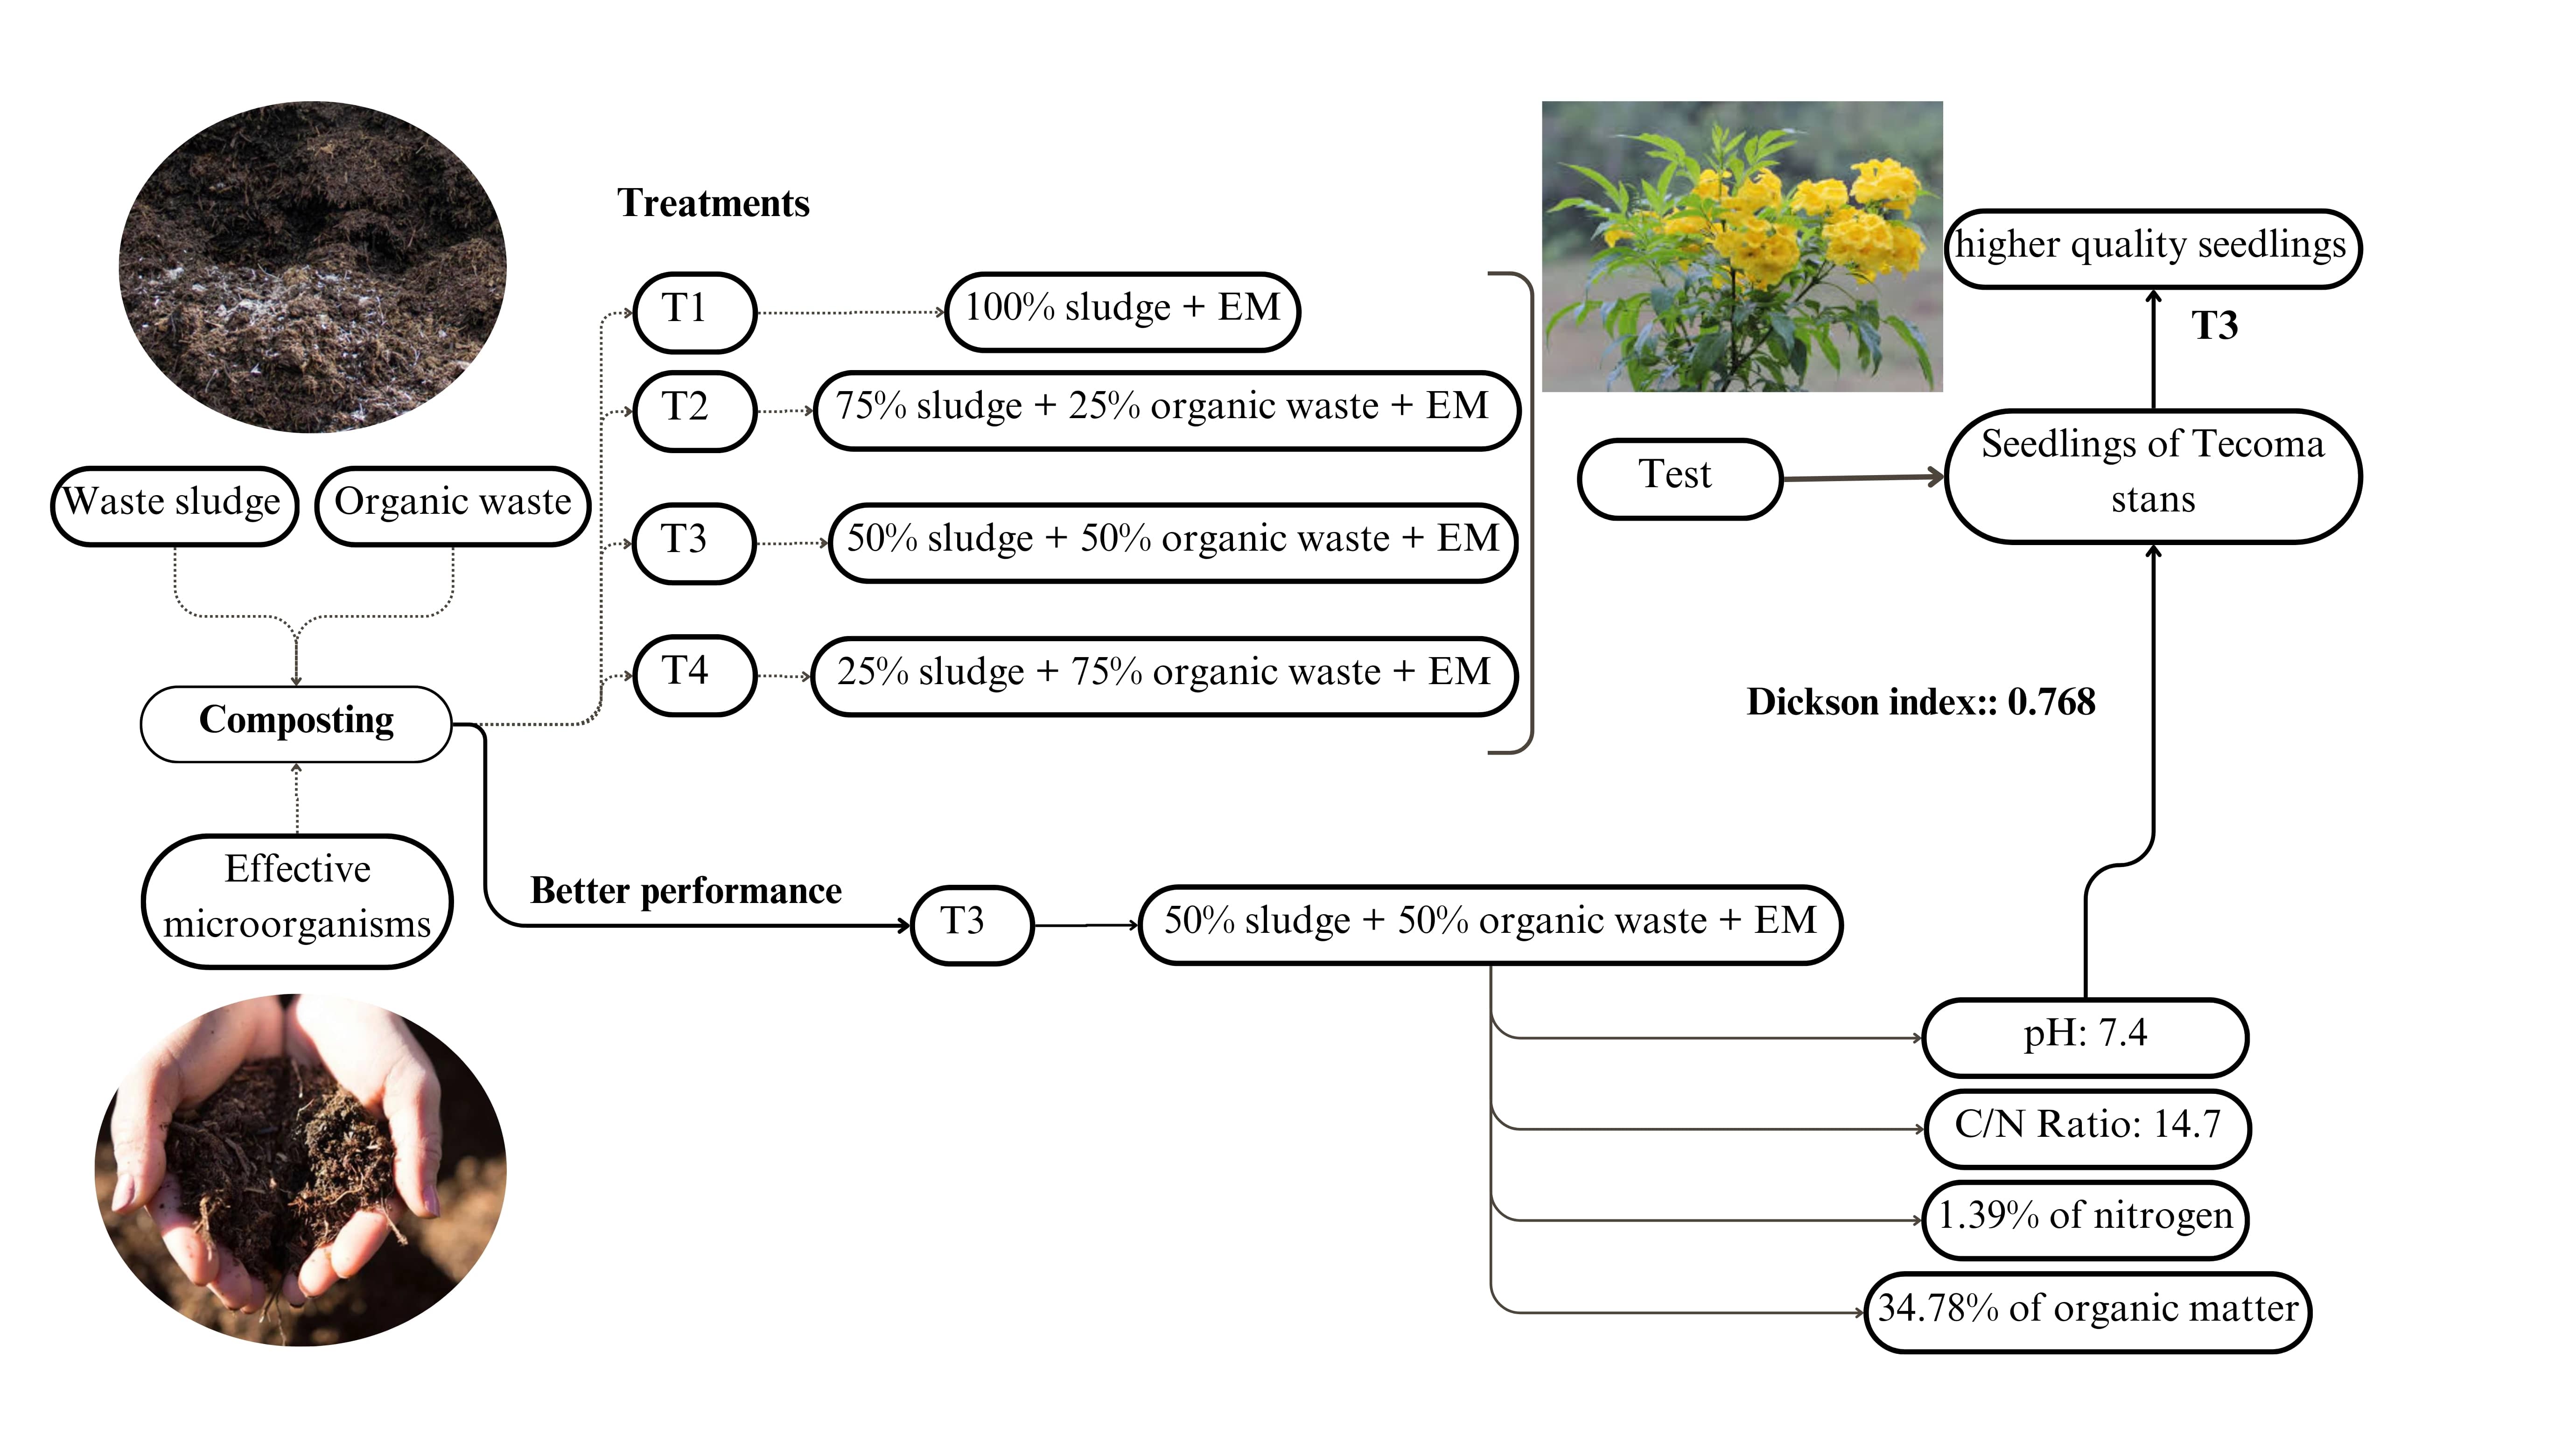 Treatments
T1
100% sludge + EM
T2
75% sludge + 25% organic waste + EM
T3
50% sludge + 50% organic waste + EM
T4
25% sludge + 75% organic waste + EM
Waste sludge
Organic waste
Composting
Effective
microorganisms
Better performance
T3
50% sludge + 50% organic waste + EM
pH: 7.4
C/N Ratio: 14.7
1.39% of nitrogen
34.78% of organic matter
Dickson index:: 0.768
Test
Seedlings of Tecoma
stans
T3
higher quality seedlings